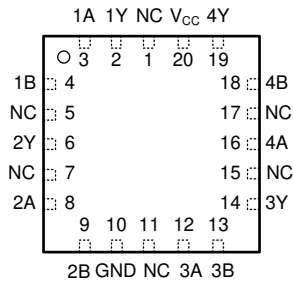 1A 1Y NC VCC 4Y
3 2 1 20 19
1B 4 18 4B
NC 5 17 NC
2Y 6 16 4A
NC 7 15 NC
2A 8 14 3Y
9 10 11 12 13
2B GND NC 3A 3B